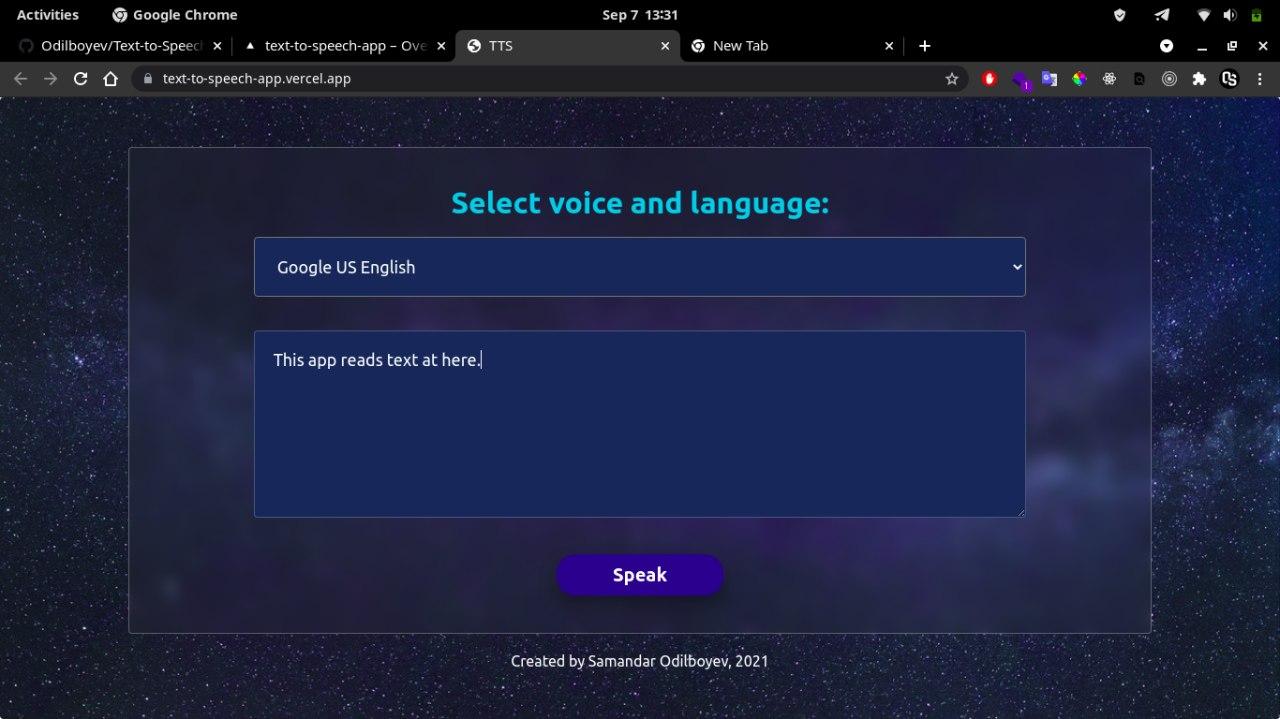 Activities
Google Chrome
Sep 7 13:31
Odilboyev/Text-to-Speec
text-to-speech-app – Ove
TTS
New Tab
text-to-speech-app.vercel.app
1
Select voice and language:
Google US English
This app reads text at here.
Speak
Created by Samandar Odilboyev, 2021